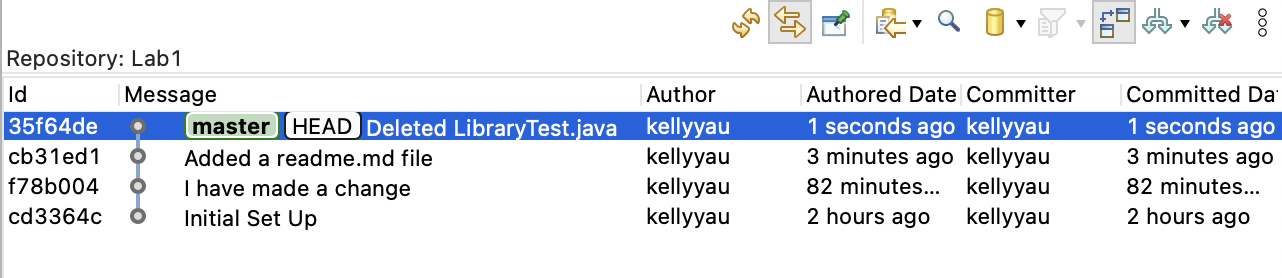 Repository: Lab1
Id Message Author Authored Date Committer Committed Da
35f64de master HEAD Deleted LibraryTest.java kellyyau 1 seconds ago kellyyau 1 seconds ago
cb31ed1 Added a readme.md file kellyyau 3 minutes ago kellyyau 3 minutes ago
f78b004 I have made a change kellyyau 82 minutes... kellyyau 82 minutes...
cd3364c Initial Set Up kellyyau 2 hours ago kellyyau 2 hours ago